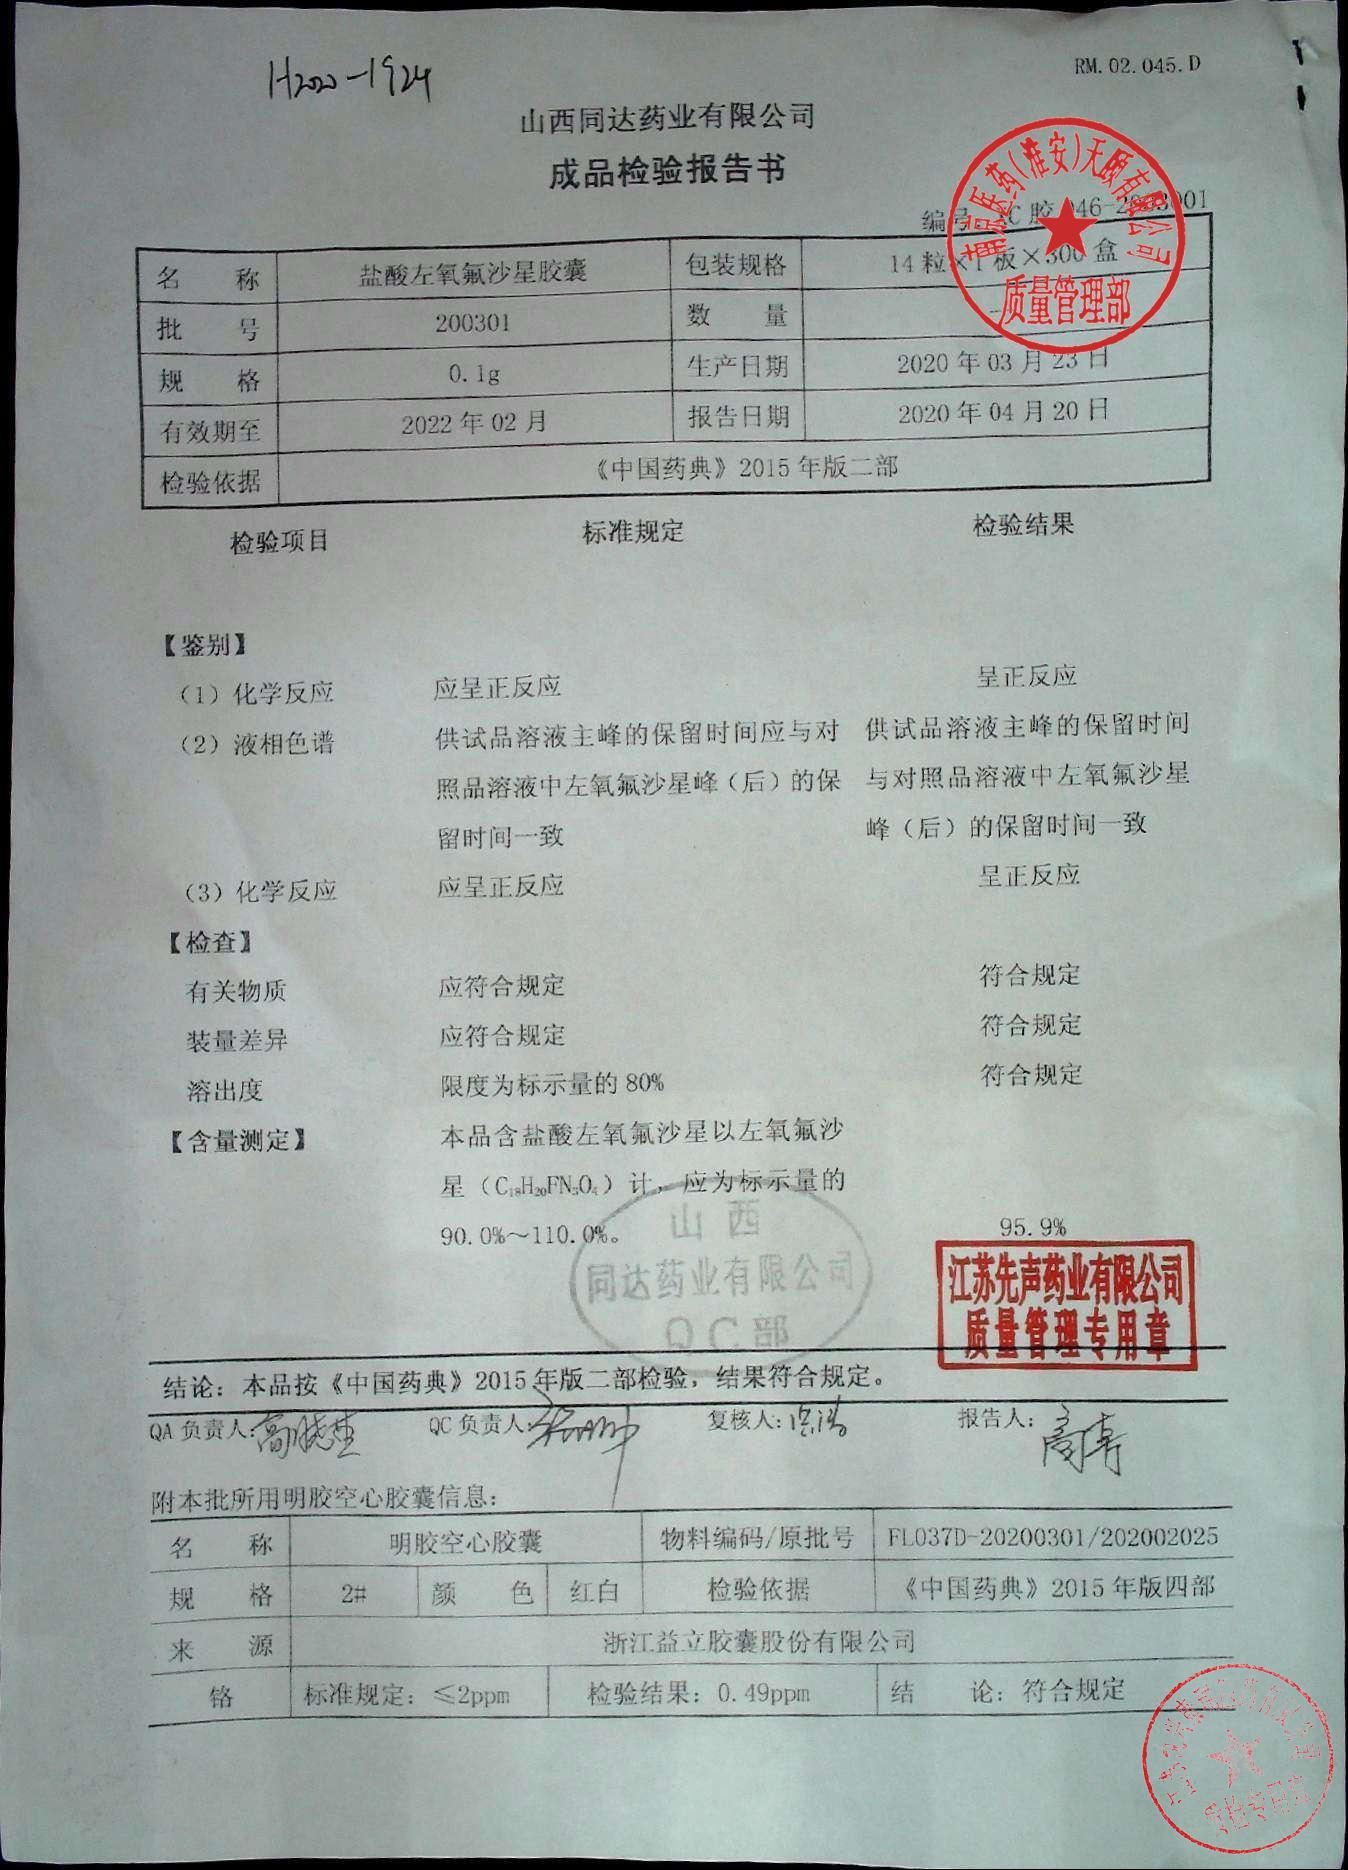 H2020-1924
RM.02.045.D
山西同达药业有限公司
成品检验报告书
编号
名 称 盐酸左氧氟沙星胶囊 包装规格 14粒×1板×300盒
批 号 200301 数 量
规 格 0.1g 生产日期 2020年03月23日
有效期至 2022年02月 报告日期 2020年04月20日
检验依据 《中国药典》2015年版二部
质量管理部
检验项目 标准规定 检验结果
【鉴别】
（1）化学反应 应呈正反应 呈正反应
（2）液相色谱 供试品溶液主峰的保留时间应与对 供试品溶液主峰的保留时间
照品溶液中左氧氟沙星峰（后）的保 与对照品溶液中左氧氟沙星
留时间一致 峰（后）的保留时间一致
（3）化学反应 应呈正反应 呈正反应
【检查】
有关物质 应符合规定 符合规定
装量差异 应符合规定 符合规定
溶出度 限度为标示量的80% 符合规定
【含量测定】 本品含盐酸左氧氟沙星以左氧氟沙
星（C₁₈H₂₀FN₃O₄）计，应为标示量的
90.0%～110.0%。 95.9%
山西
同达药业有限公司
QC部
江苏先声药业有限公司
质量管理专用章
结论：本品按《中国药典》2015年版二部检验，结果符合规定。
QA负责人： QC负责人： 复核人： 报告人：
附本批所用明胶空心胶囊信息：
名 称 明胶空心胶囊 物料编码/原批号 FL037D-20200301/202002025
规 格 2# 颜 色 红白 检验依据 《中国药典》2015年版四部
来 源 浙江益立胶囊股份有限公司
铬 标准规定：≤2ppm 检验结果：0.49ppm 结 论：符合规定